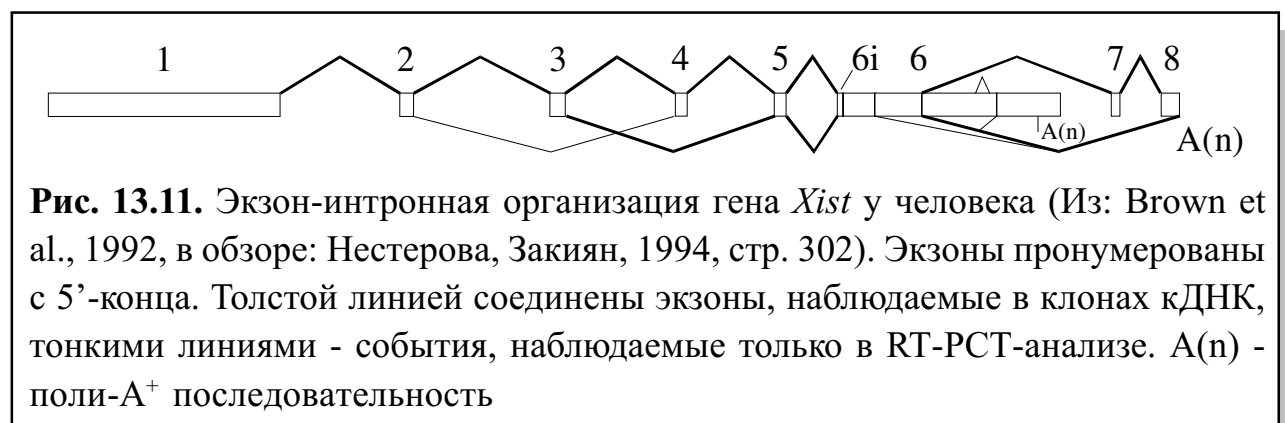 1 2 3 4 5 6i 6 7 8
A(n)
A(n)
Рис. 13.11. Экзон-интронная организация гена Xist у человека (Из: Brown et
al., 1992, в обзоре: Нестерова, Закиян, 1994, стр. 302). Экзоны пронумерованы
с 5’-конца. Толстой линией соединены экзоны, наблюдаемые в клонах кДНК,
тонкими линиями - события, наблюдаемые только в RT-PCT-анализе. A(n) -
поли-A⁺ последовательность